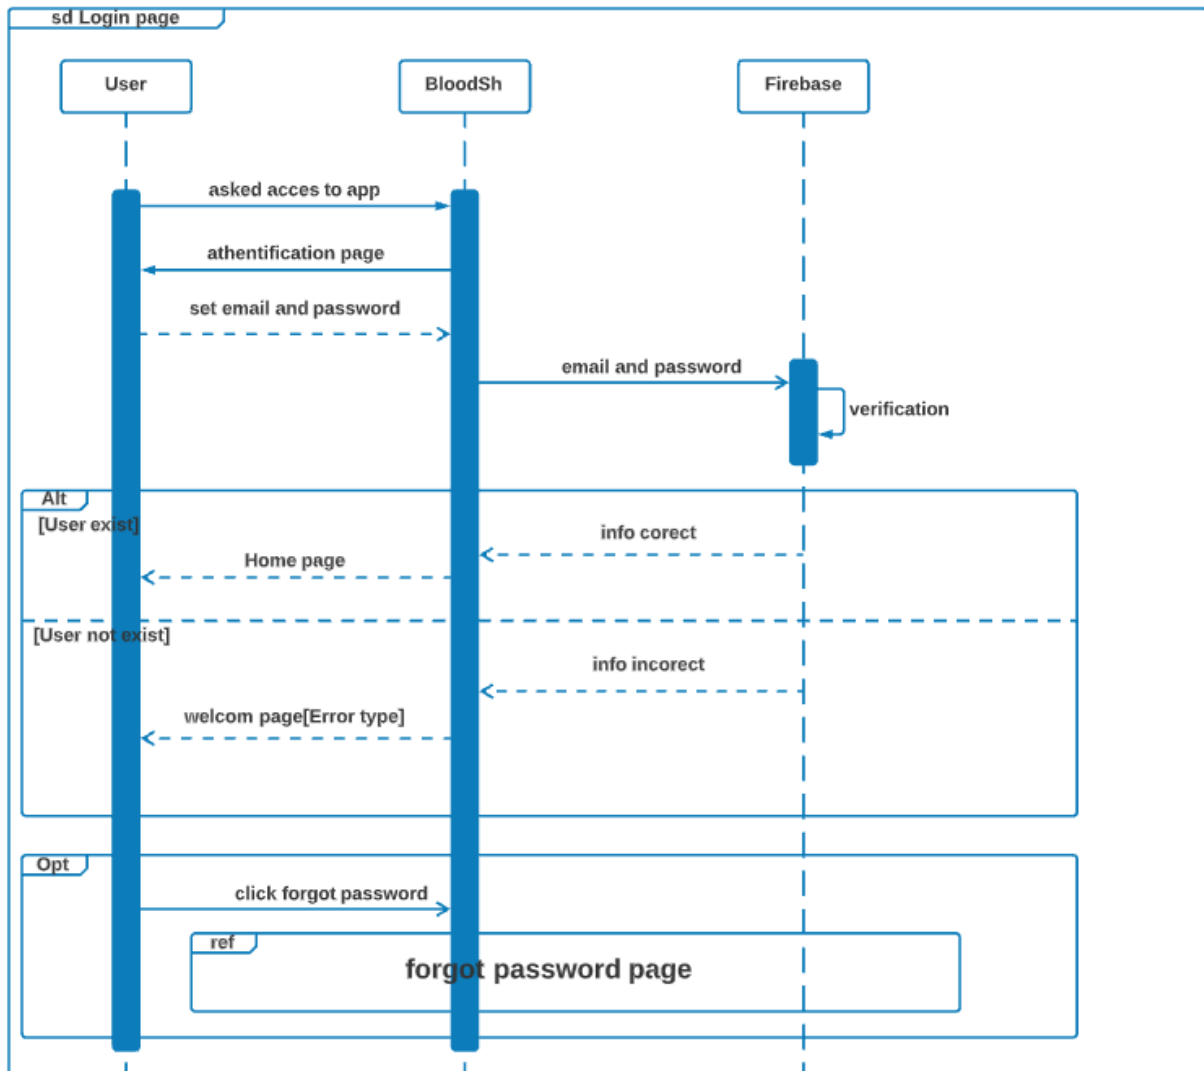 sd Login page
User
BloodSh
Firebase
asked acces to app
athentification page
set email and password
email and password
verification
Alt
[User exist]
info corect
Home page
[User not exist]
info incorect
welcom page[Error type]
Opt
click forgot password
ref
forgot password page